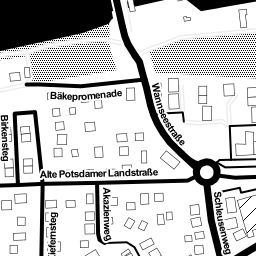 Bäkepromenade
Wannseestraße
Birkensteg
Alte Potsdamer Landstraße
Akazienweg
Schleusenweg